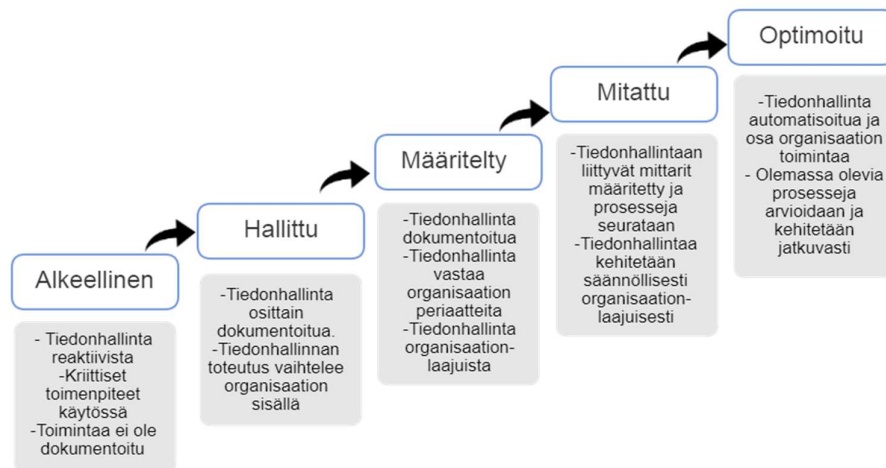 Alkeellinen
- Tiedonhallinta
reaktiivista
-Kriittiset
toimenpiteet
käytössä
-Toimintaa ei ole
dokumentoitu
Hallittu
-Tiedonhallinta
osittain
dokumentoitua.
-Tiedonhallinnan
toteutus vaihtelee
organisaation
sisällä
Määritelty
-Tiedonhallinta
dokumentoitua
-Tiedonhallinta
vastaa
organisaation
periaatteita
-Tiedonhallinta
organisaation-
laajuista
Mitattu
-Tiedonhallintaan
liittyvät mittarit
määritetty ja
prosesseja
seurataan
-Tiedonhallintaa
kehitetään
säännöllisesti
organisaation-
laajuisesti
Optimoitu
-Tiedonhallinta
automatisoitua ja
osa organisaation
toimintaa
- Olemassa olevia
prosesseja
arvioidaan ja
kehitetään
jatkuvasti